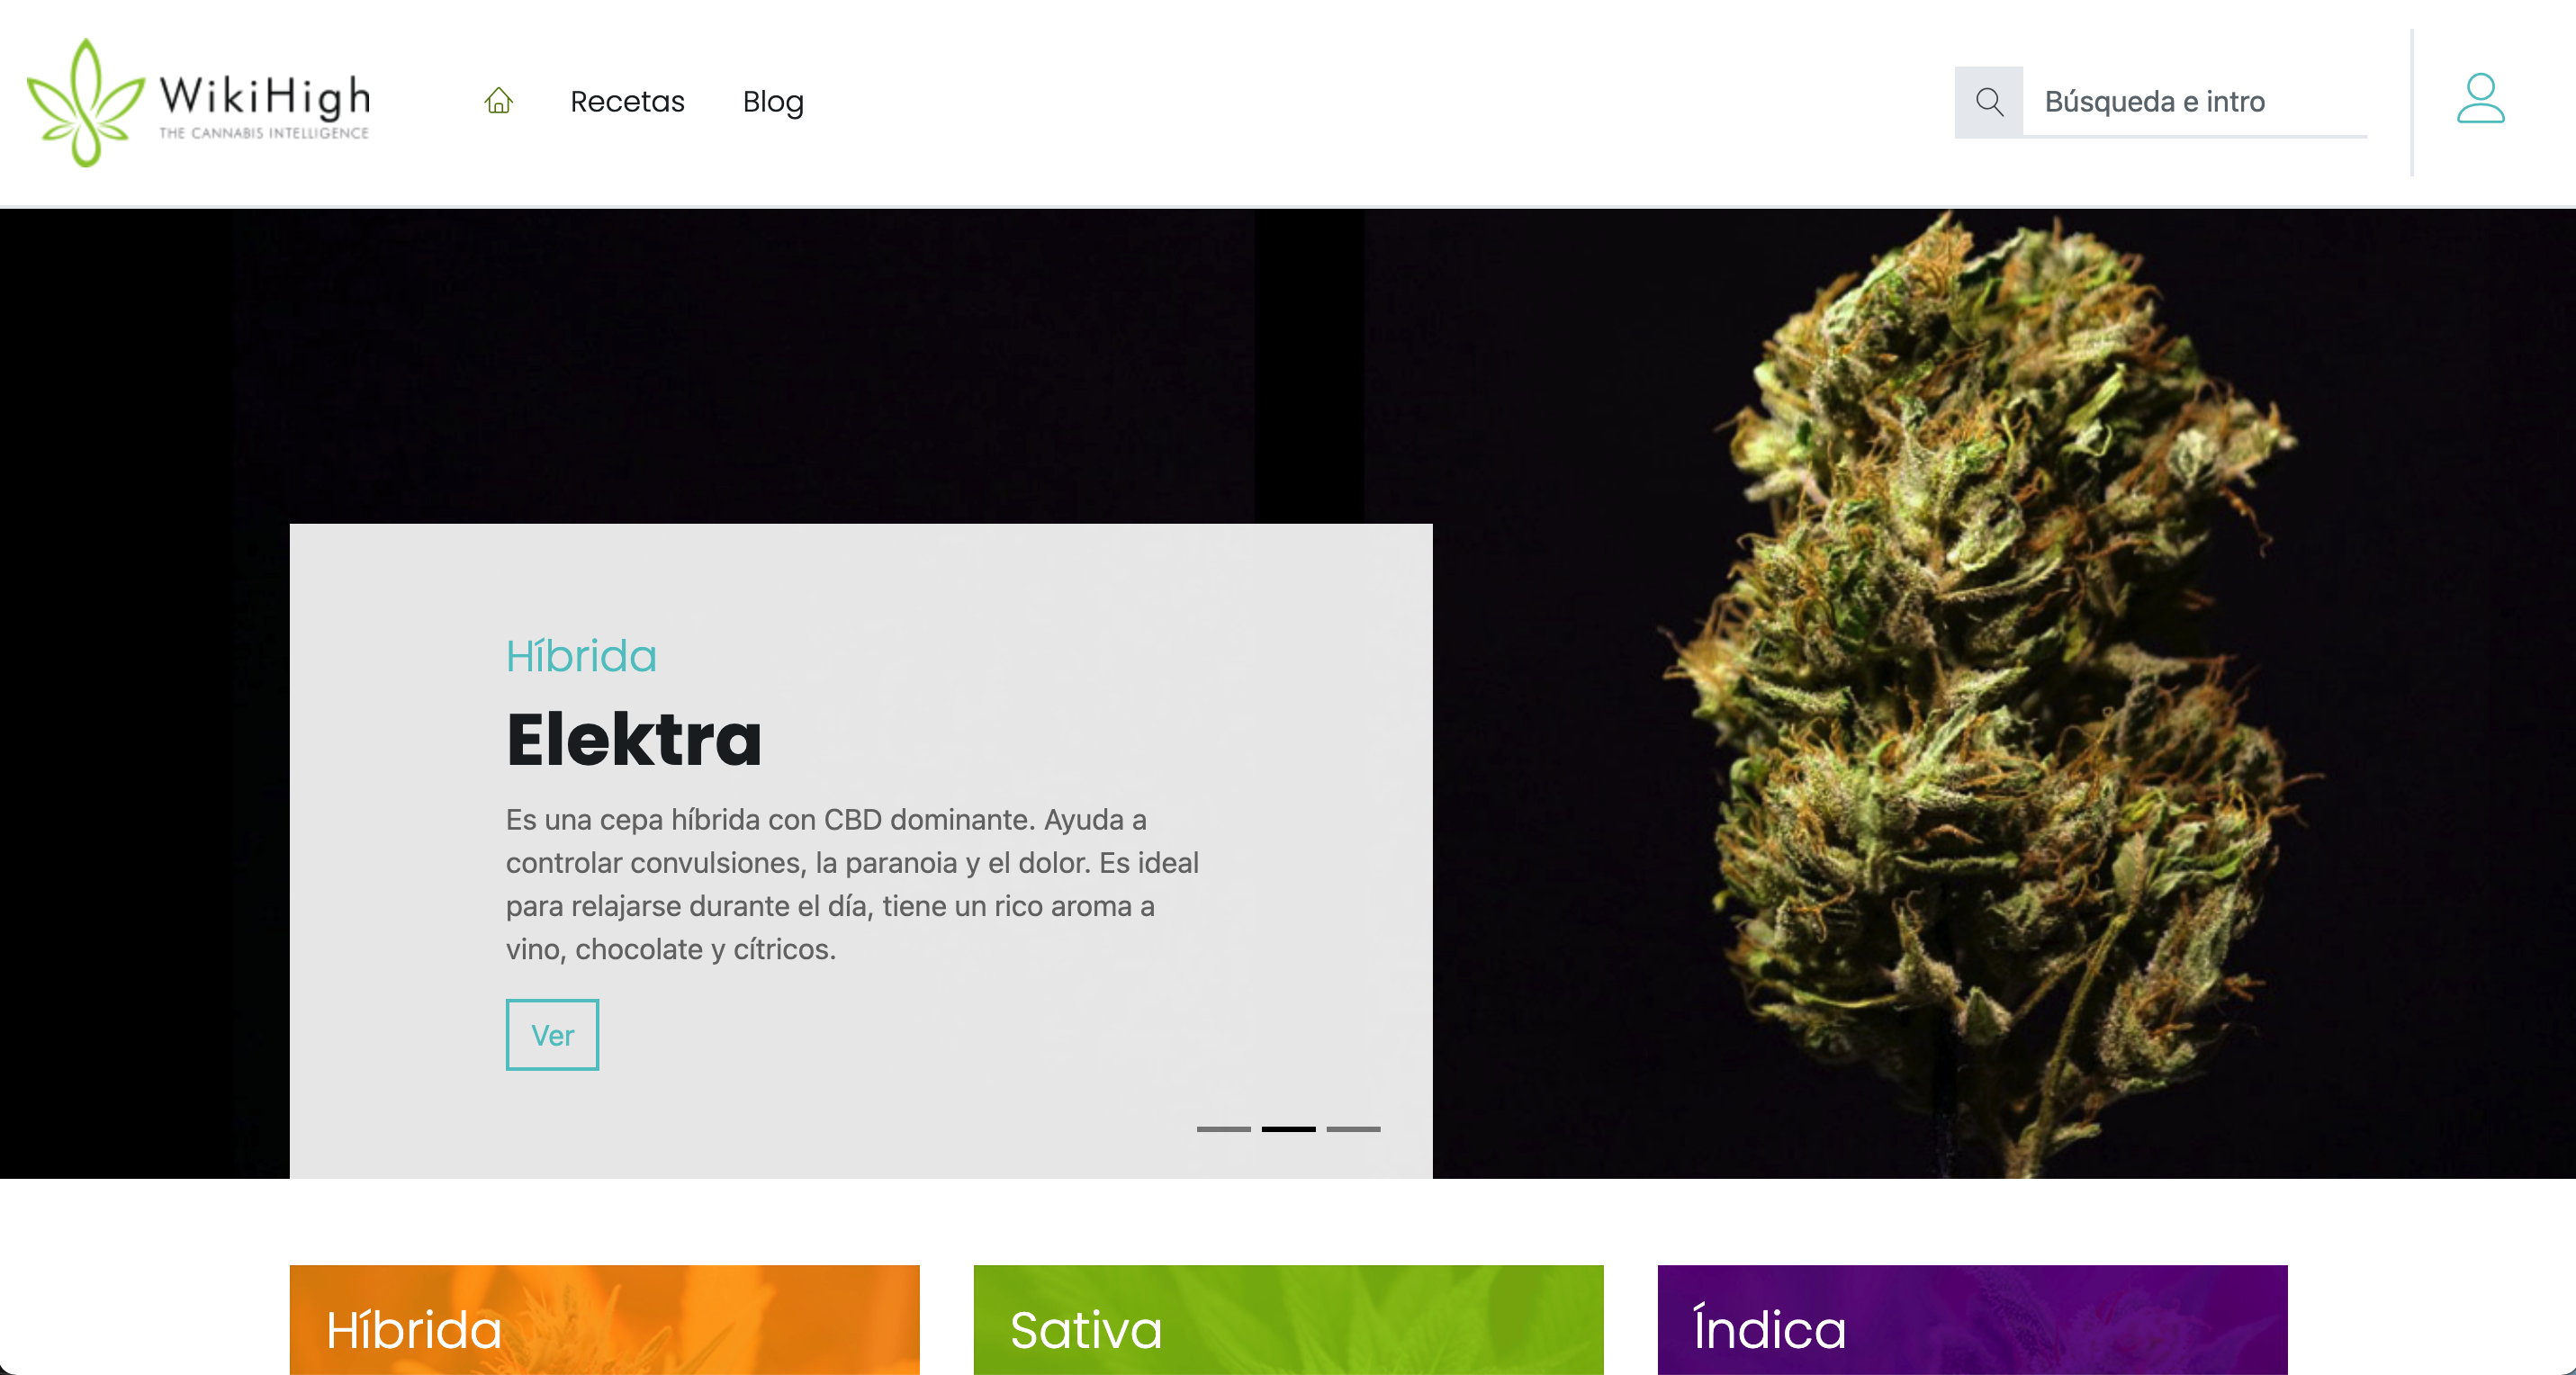 WikiHigh
THE CANNABIS INTELLIGENCE
Recetas
Blog
Búsqueda e intro
Híbrida
Elektra
Es una cepa híbrida con CBD dominante. Ayuda a
controlar convulsiones, la paranoia y el dolor. Es ideal
para relajarse durante el día, tiene un rico aroma a
vino, chocolate y cítricos.
Ver
Híbrida
Sativa
Índica